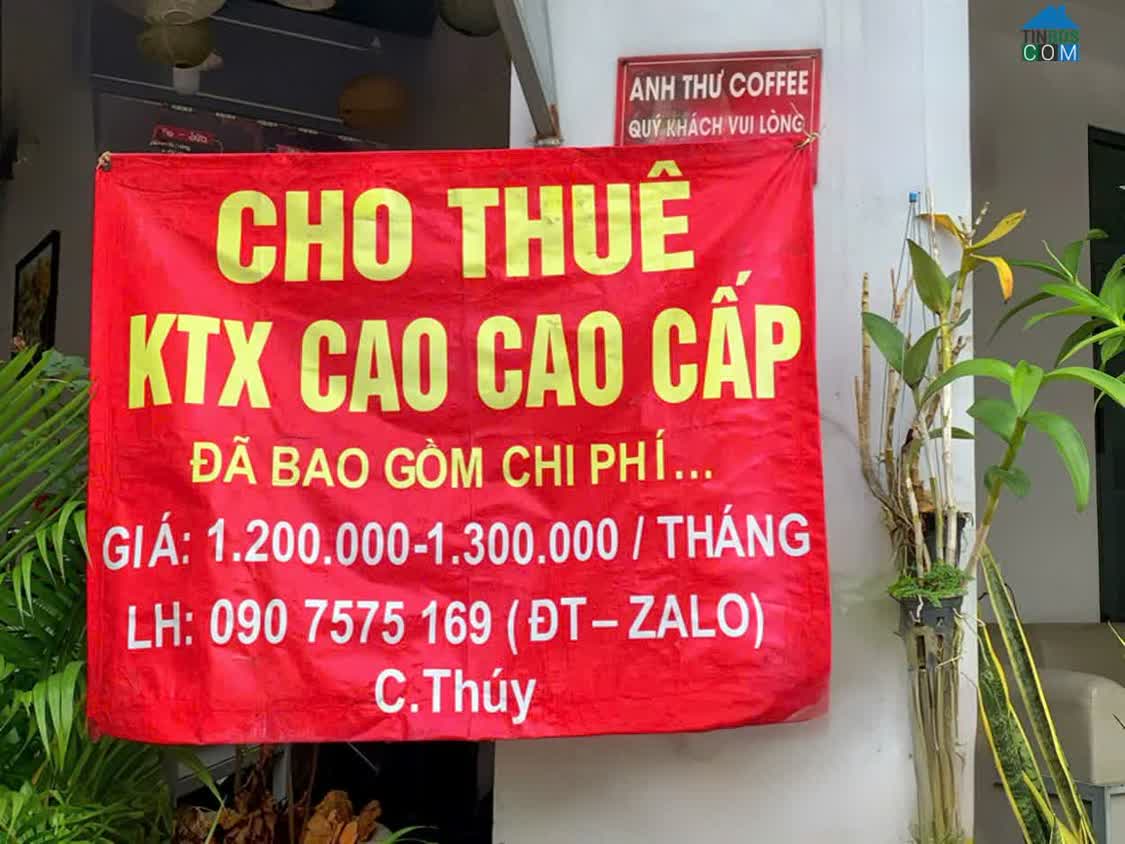 TINBDS
COM
ANH THƯ COFFEE
QUÝ KHÁCH VUI LÒNG
CHO THUÊ
KTX CAO CAO CẤP
ĐÃ BAO GỒM CHI PHÍ...
GIÁ: 1.200.000-1.300.000 / THÁNG
LH: 090 7575 169 ( ĐT – ZALO)
C.Thúy